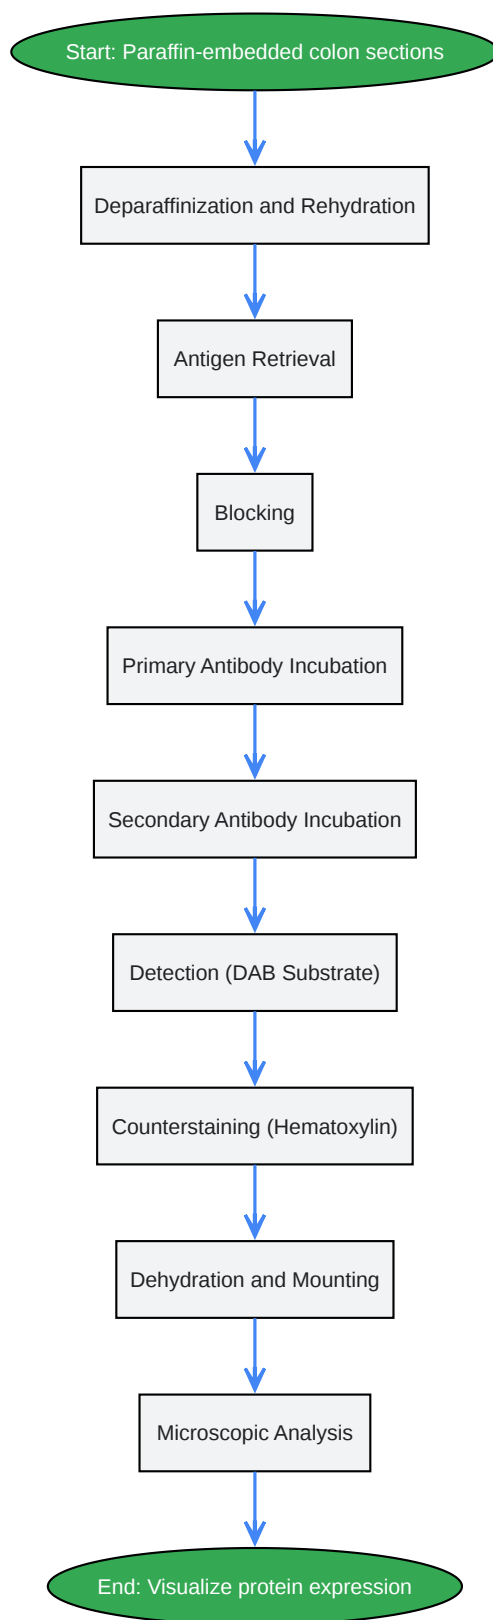 Start: Paraffin-embedded colon sections
Deparaffinization and Rehydration
Antigen Retrieval
Blocking
Primary Antibody Incubation
Secondary Antibody Incubation
Detection (DAB Substrate)
Counterstaining (Hematoxylin)
Dehydration and Mounting
Microscopic Analysis
End: Visualize protein expression